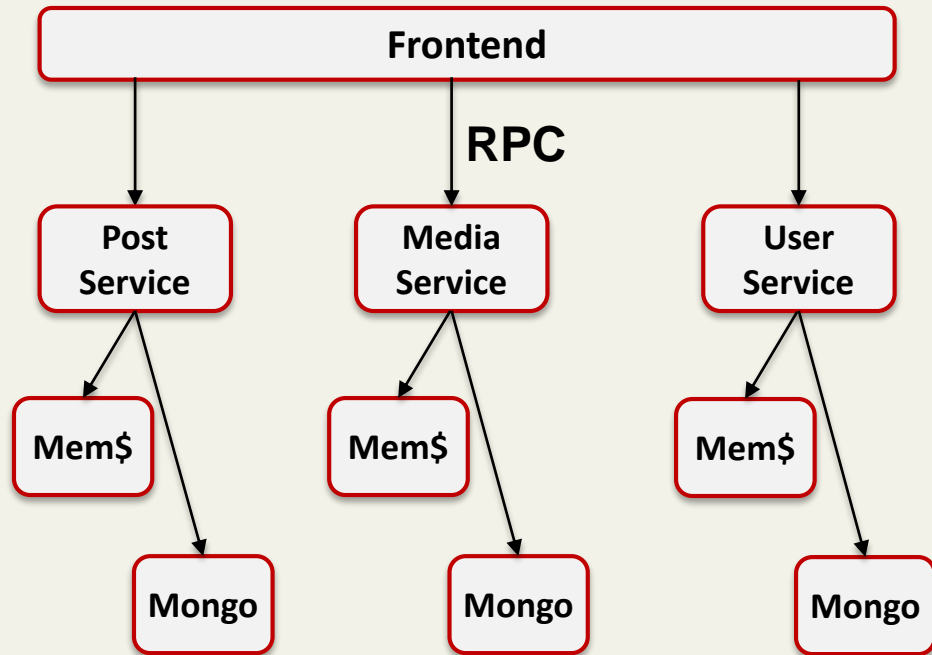 Frontend
RPC
Post
Service
Media
Service
User
Service
Mem$
Mem$
Mem$
Mongo
Mongo
Mongo